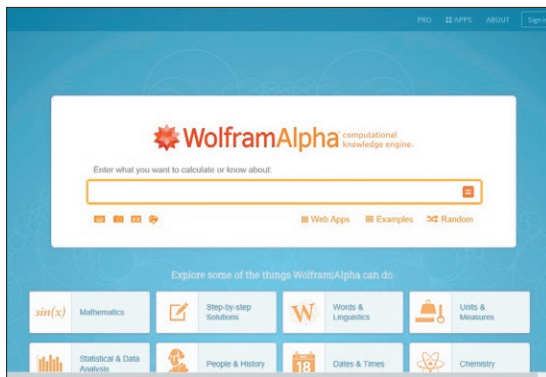 PRO APPS ABOUT Sign in
WolframAlpha computational
knowledge engine.
Enter what you want to calculate or know about:
Web Apps Examples Random
Explore some of the things Wolfram|Alpha can do:
sin(x) Mathematics
Step-by-step
Solutions
W Words &
Linguistics
Units &
Measures
Statistical & Data
Analysis
People & History
18 Dates & Times
Chemistry